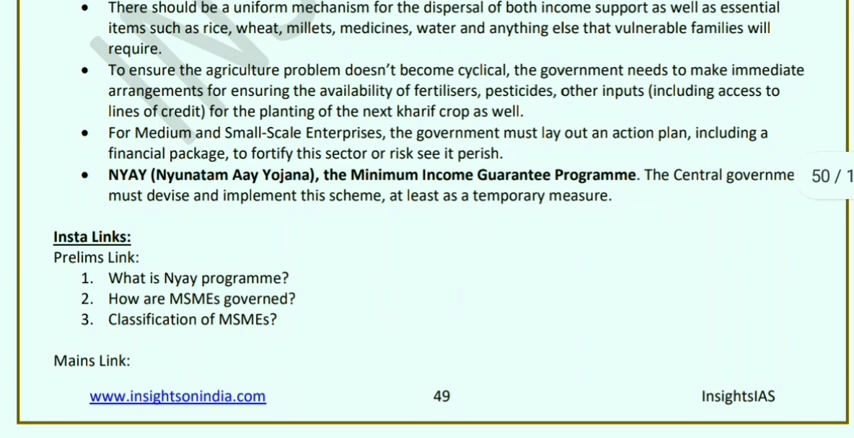 • There should be a uniform mechanism for the dispersal of both income support as well as essential
items such as rice, wheat, millets, medicines, water and anything else that vulnerable families will
require.
• To ensure the agriculture problem doesn't become cyclical, the government needs to make immediate
arrangements for ensuring the availability of fertilisers, pesticides, other inputs (including access to
lines of credit) for the planting of the next kharif crop as well.
• For Medium and Small-Scale Enterprises, the government must lay out an action plan, including a
financial package, to fortify this sector or risk see it perish.
• NYAY (Nyunatam Aay Yojana), the Minimum Income Guarantee Programme. The Central governme 50 / 1
must devise and implement this scheme, at least as a temporary measure.
Insta Links:
Prelims Link:
1. What is Nyay programme?
2. How are MSMEs governed?
3. Classification of MSMEs?
Mains Link:
www.insightsonindia.com 49 InsightsIAS